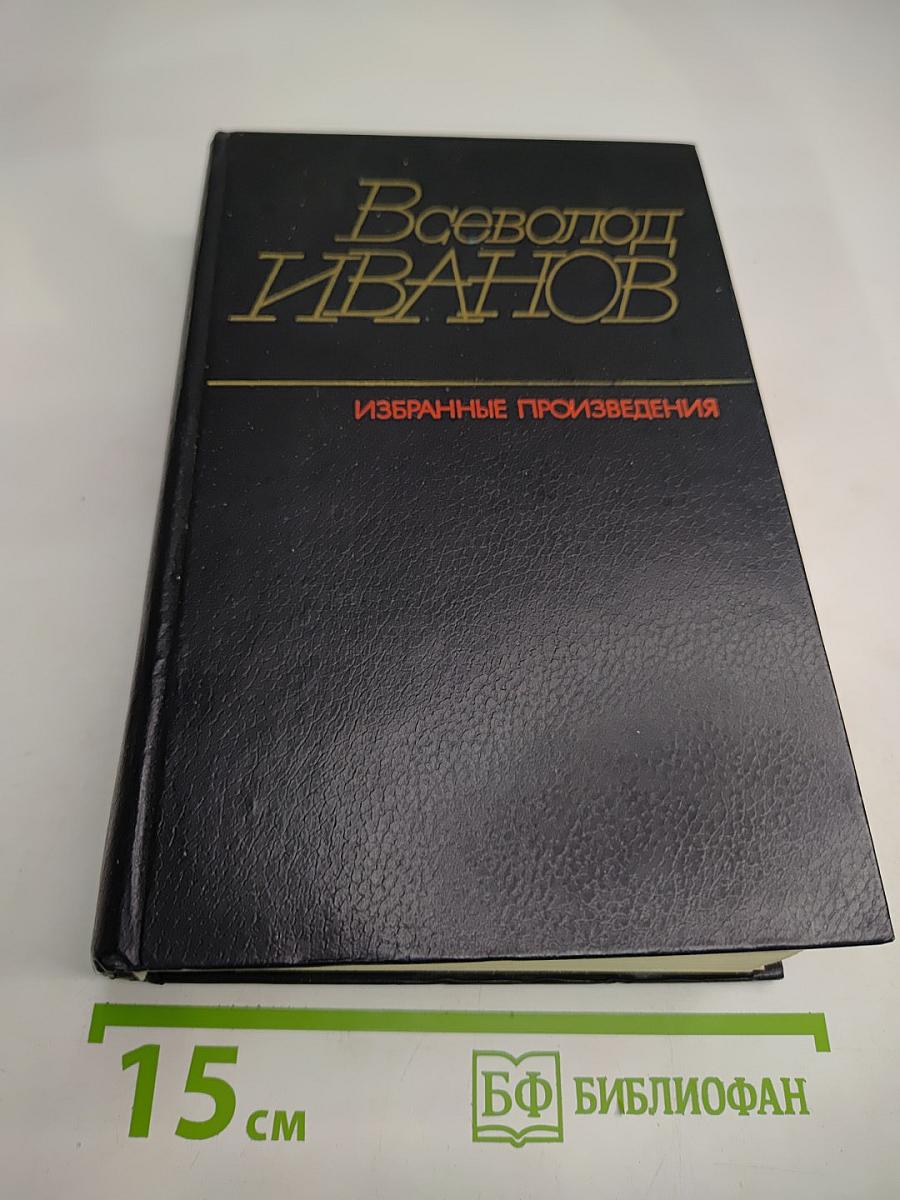 Всеволод
ИВАНОВ
ИЗБРАННЫЕ ПРОИЗВЕДЕНИЯ
15 см
БФ БИБЛИОФАН